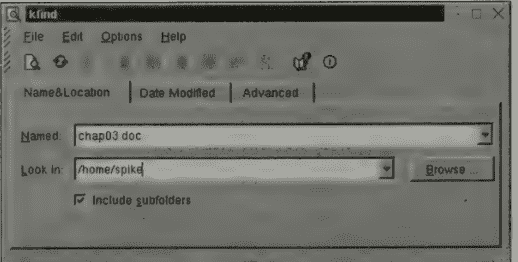 kfind
File Edit Options Help
Name&Location Date Modified Advanced
Named: chap03.doc
Look in: /home/spike Browse ...
Include subfolders